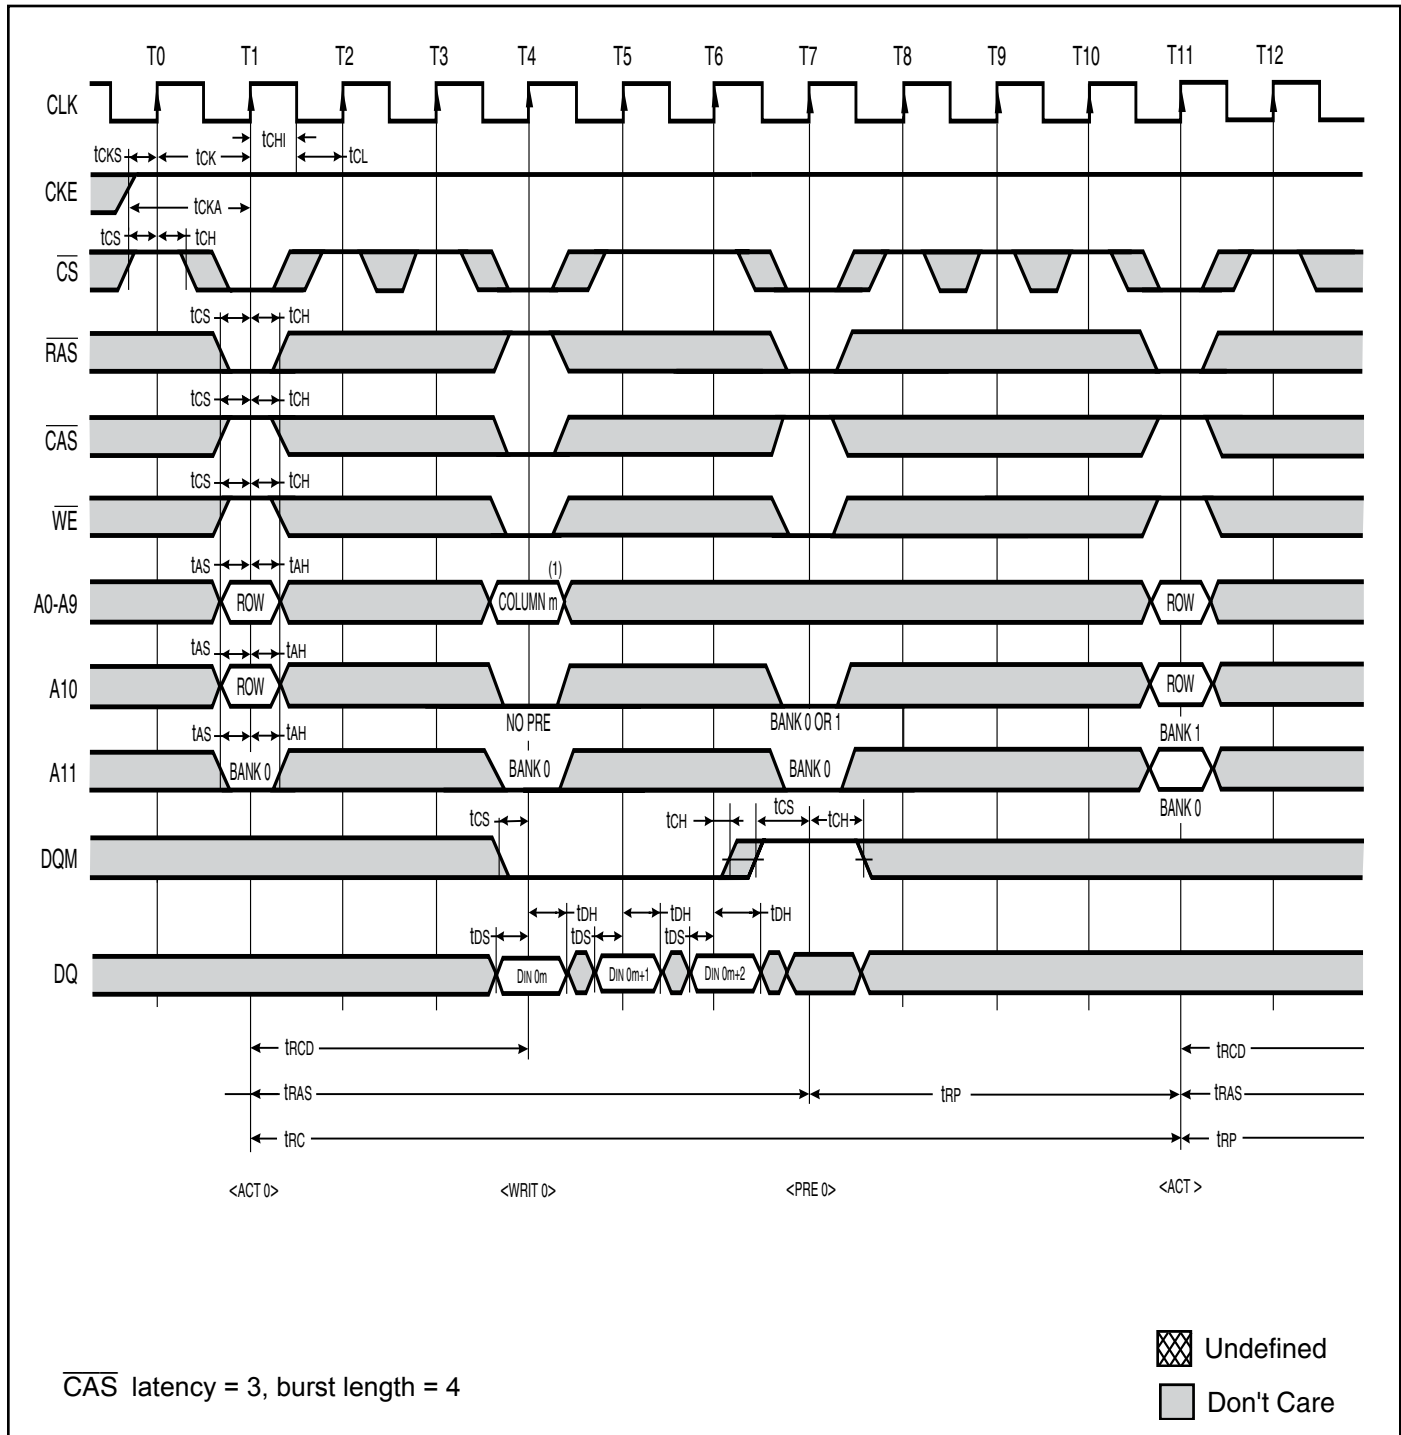 T0 T1 T2 T3 T4 T5 T6 T7 T8 T9 T10 T11 T12
CLK
tCHI
tCKS tCK tCL
CKE
tCKA
tCS tCH
CS
tCS tCH
RAS
tCS tCH
CAS
tCS tCH
WE
tAS tAH (1)
A0-A9 ROW COLUMN m ROW
tAS tAH
A10 ROW ROW
NO PRE BANK 0 OR 1 BANK 1
tAS tAH
A11 BANK 0 BANK 0 BANK 0
BANK 0
tCS tCH tCS tCH
DQM
tDH tDH tDH
tDS tDS tDS
DQ DIN 0m DIN 0m+1 DIN 0m+2
tRCD tRCD
tRAS tRP tRAS
tRC tRP
<ACT 0> <WRIT 0> <PRE 0> <ACT >
Undefined
CAS latency = 3, burst length = 4
Don't Care